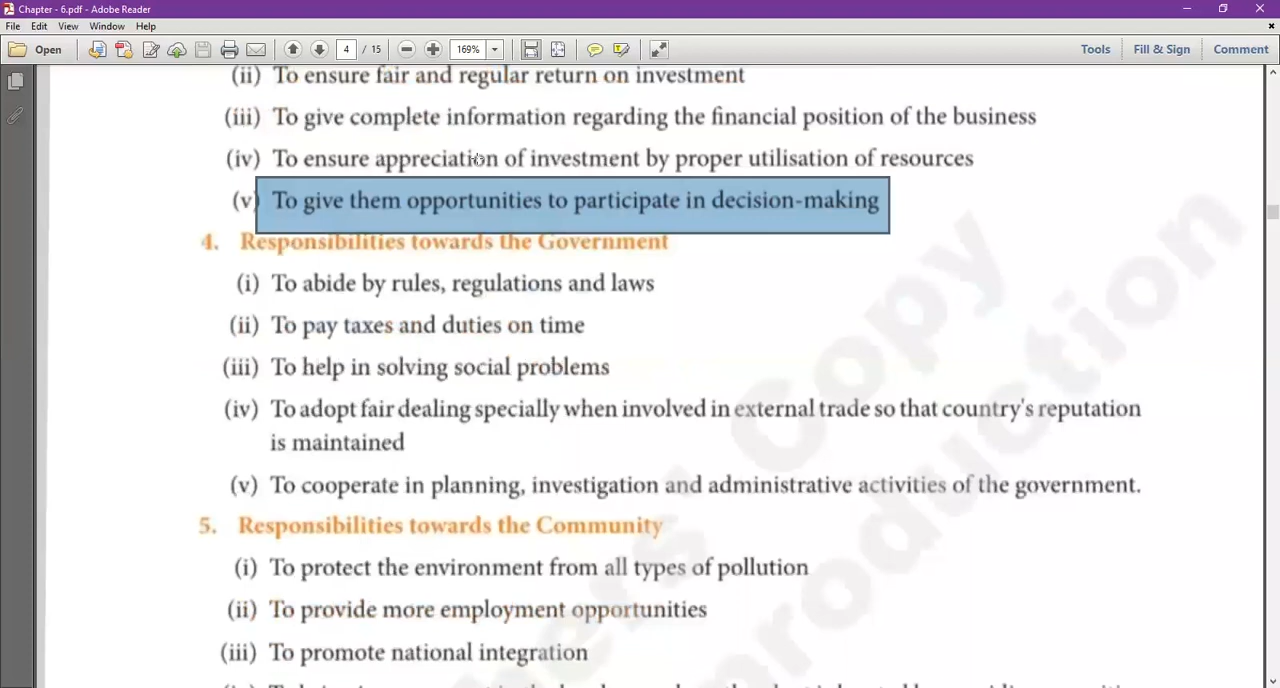 Chapter - 6.pdf - Adobe Reader
File Edit View Window Help
Open 4 / 15 169% Tools Fill & Sign Comment
(ii) To ensure fair and regular return on investment
(iii) To give complete information regarding the financial position of the business
(iv) To ensure appreciation of investment by proper utilisation of resources
(v) To give them opportunities to participate in decision-making
4. Responsibilities towards the Government
(i) To abide by rules, regulations and laws
(ii) To pay taxes and duties on time
(iii) To help in solving social problems
(iv) To adopt fair dealing specially when involved in external trade so that country's reputation
is maintained
(v) To cooperate in planning, investigation and administrative activities of the government.
5. Responsibilities towards the Community
(i) To protect the environment from all types of pollution
(ii) To provide more employment opportunities
(iii) To promote national integration